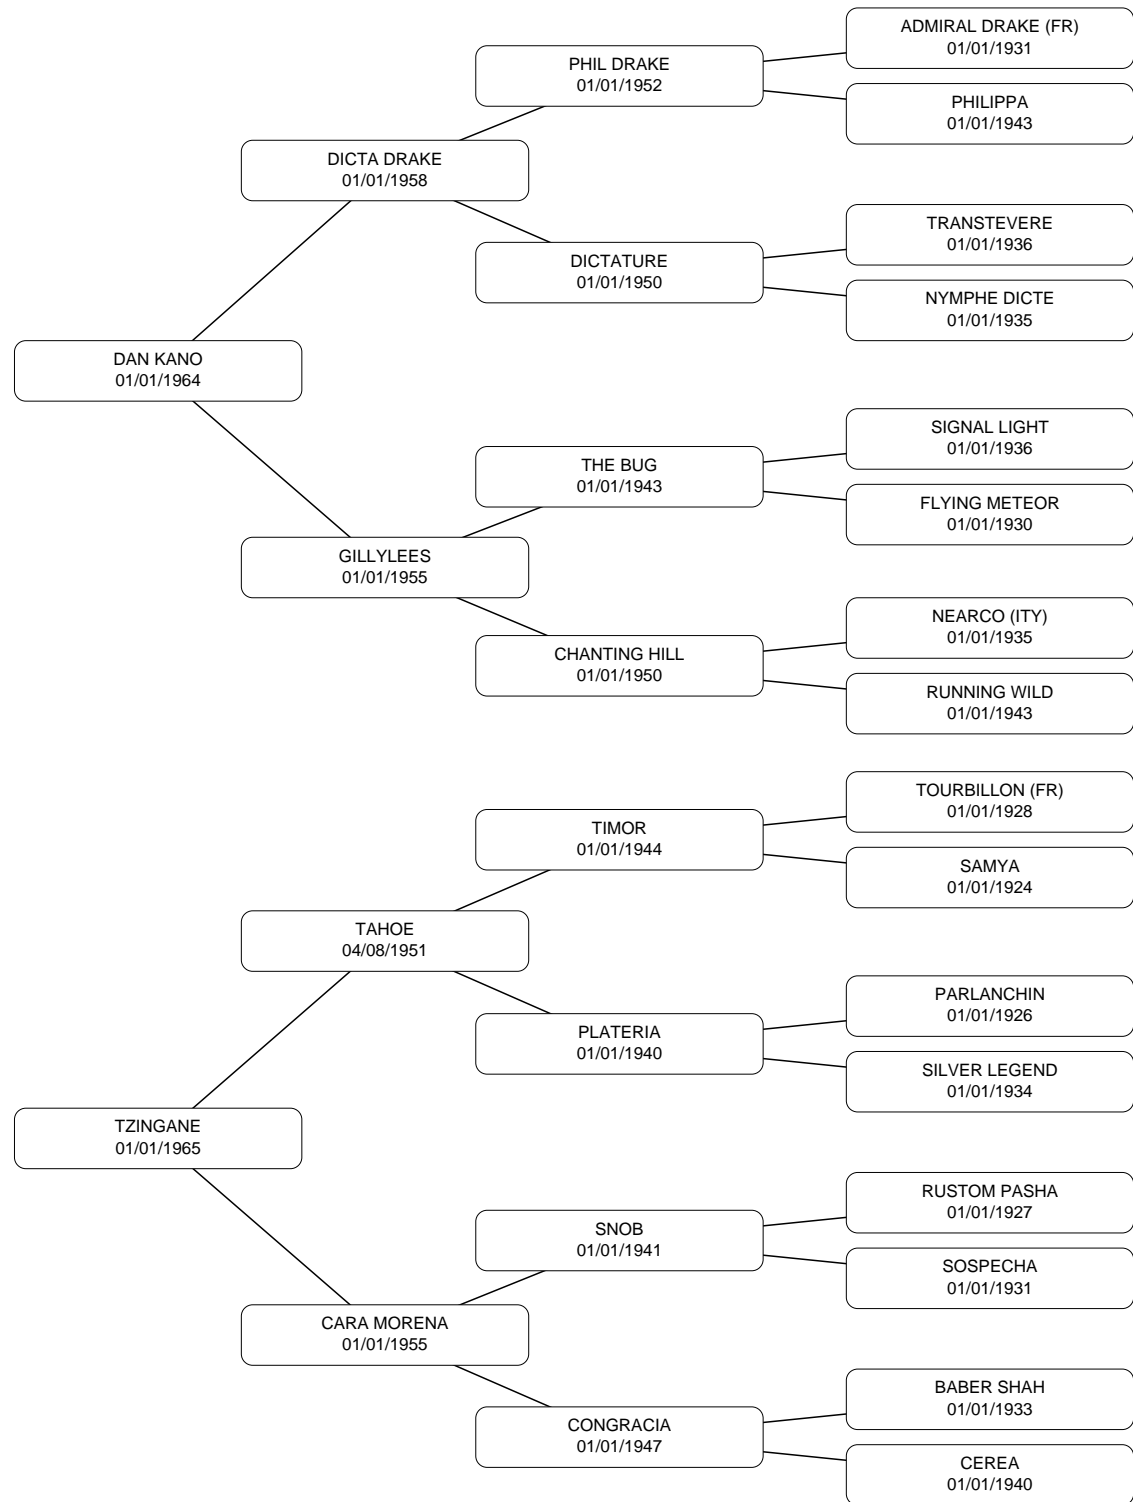 ADMIRAL DRAKE (FR)
01/01/1931
PHIL DRAKE
01/01/1952
PHILIPPA
01/01/1943
DICTA DRAKE
01/01/1958
TRANSTEVERE
01/01/1936
DICTATURE
01/01/1950
NYMPHE DICTE
01/01/1935
DAN KANO
01/01/1964
SIGNAL LIGHT
01/01/1936
THE BUG
01/01/1943
FLYING METEOR
01/01/1930
GILLYLEES
01/01/1955
NEARCO (ITY)
01/01/1935
CHANTING HILL
01/01/1950
RUNNING WILD
01/01/1943
TOURBILLON (FR)
01/01/1928
TIMOR
01/01/1944
SAMYA
01/01/1924
TAHOE
04/08/1951
PARLANCHIN
01/01/1926
PLATERIA
01/01/1940
SILVER LEGEND
01/01/1934
TZINGANE
01/01/1965
RUSTOM PASHA
01/01/1927
SNOB
01/01/1941
SOSPECHA
01/01/1931
CARA MORENA
01/01/1955
BABER SHAH
01/01/1933
CONGRACIA
01/01/1947
CEREA
01/01/1940